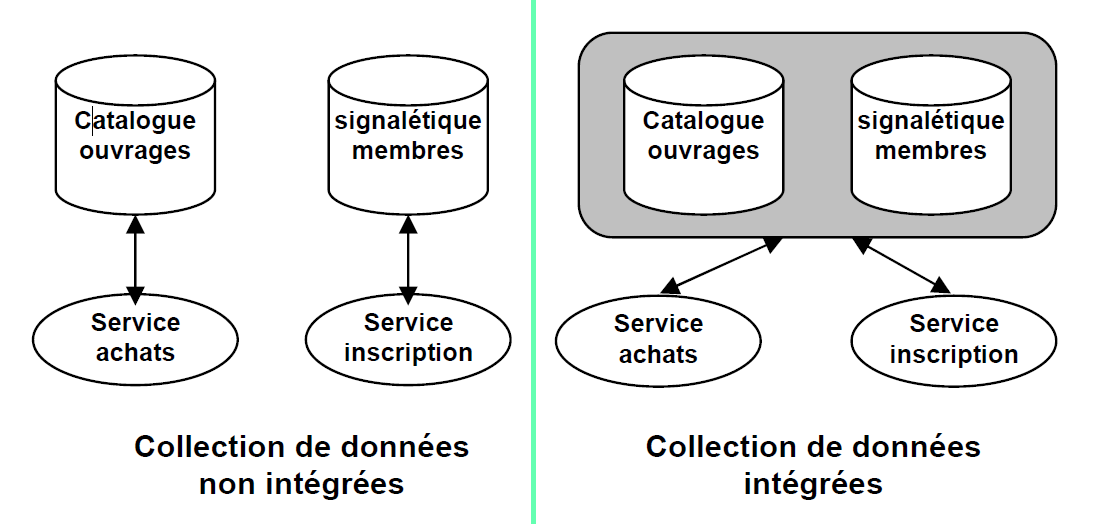 Catalogue
ouvrages
signalétique
membres
Service
achats
Service
inscription
Collection de données
non intégrées
Catalogue
ouvrages
signalétique
membres
Service
achats
Service
inscription
Collection de données
intégrées